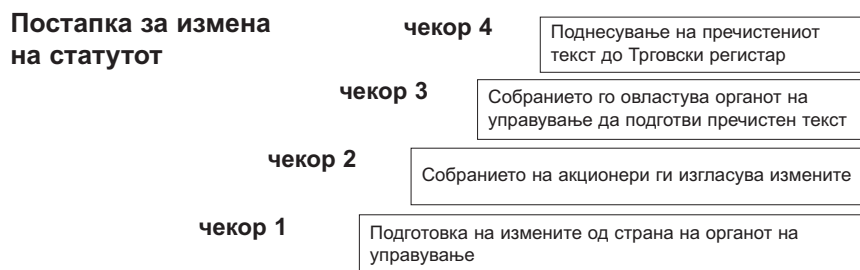 Постапка за измена
на статутот
чекор 4
Поднесување на пречистениот
текст до Трговски регистар
чекор 3
Собранието го овластува органот на
управување да подготви пречистен текст
чекор 2
Собранието на акционери ги изгласува измените
чекор 1
Подготовка на измените од страна на органот на
управување